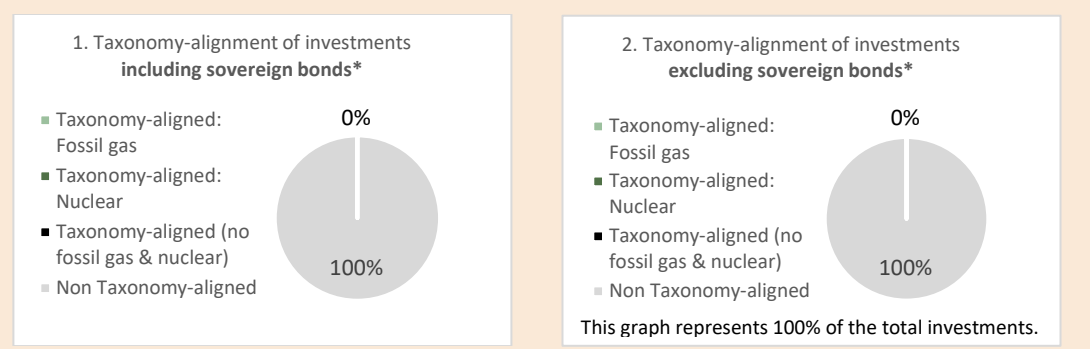 1. Taxonomy-alignment of investments
including sovereign bonds*
Taxonomy-aligned:
Fossil gas
Taxonomy-aligned:
Nuclear
Taxonomy-aligned (no
fossil gas & nuclear)
Non Taxonomy-aligned
0%
100%
2. Taxonomy-alignment of investments
excluding sovereign bonds*
Taxonomy-aligned:
Fossil gas
Taxonomy-aligned:
Nuclear
Taxonomy-aligned (no
fossil gas & nuclear)
Non Taxonomy-aligned
0%
100%
This graph represents 100% of the total investments.